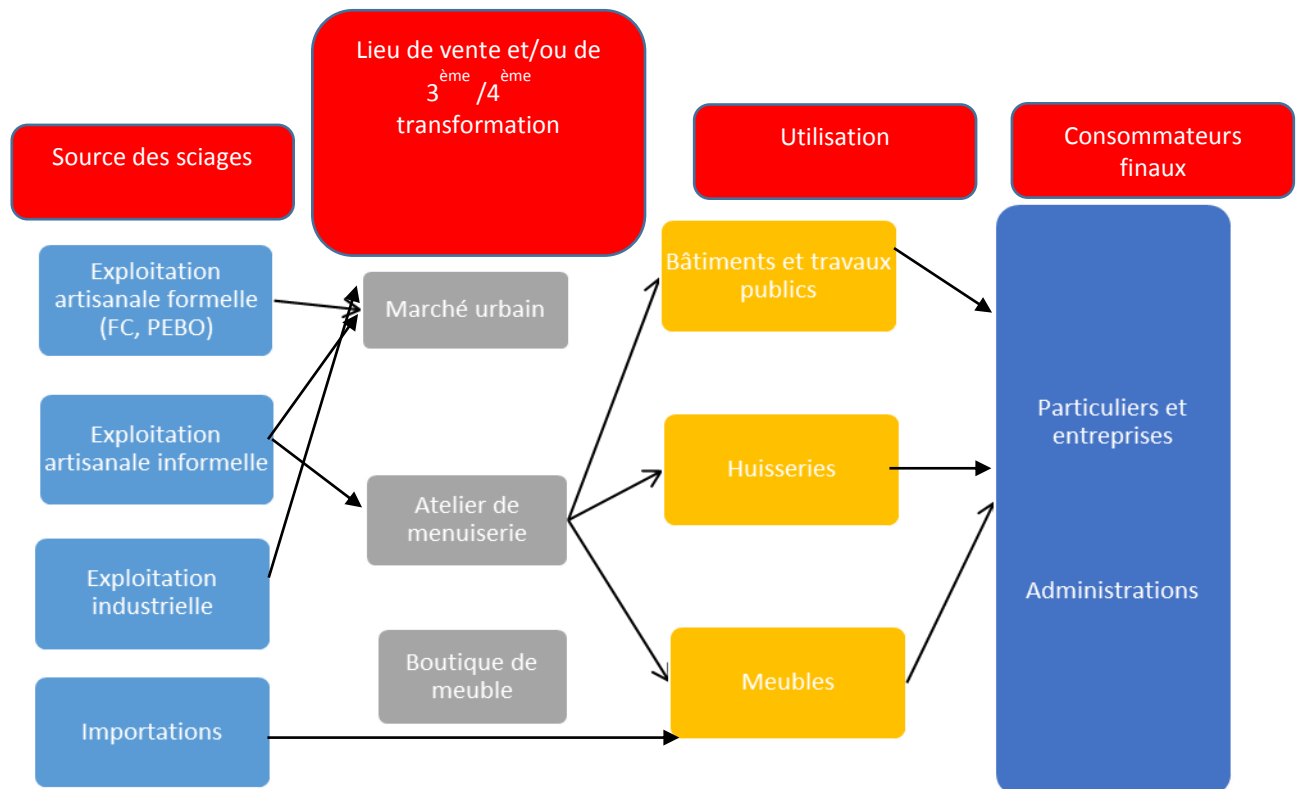 Source des sciages
Lieu de vente et/ou de
3ème /4ème
transformation
Utilisation
Consommateurs
finaux
Exploitation
artisanale formelle
(FC, PEBO)
Exploitation
artisanale informelle
Exploitation
industrielle
Importations
Marché urbain
Atelier de
menuiserie
Boutique de
meuble
Bâtiments et travaux
publics
Huisseries
Meubles
Particuliers et
entreprises
Administrations